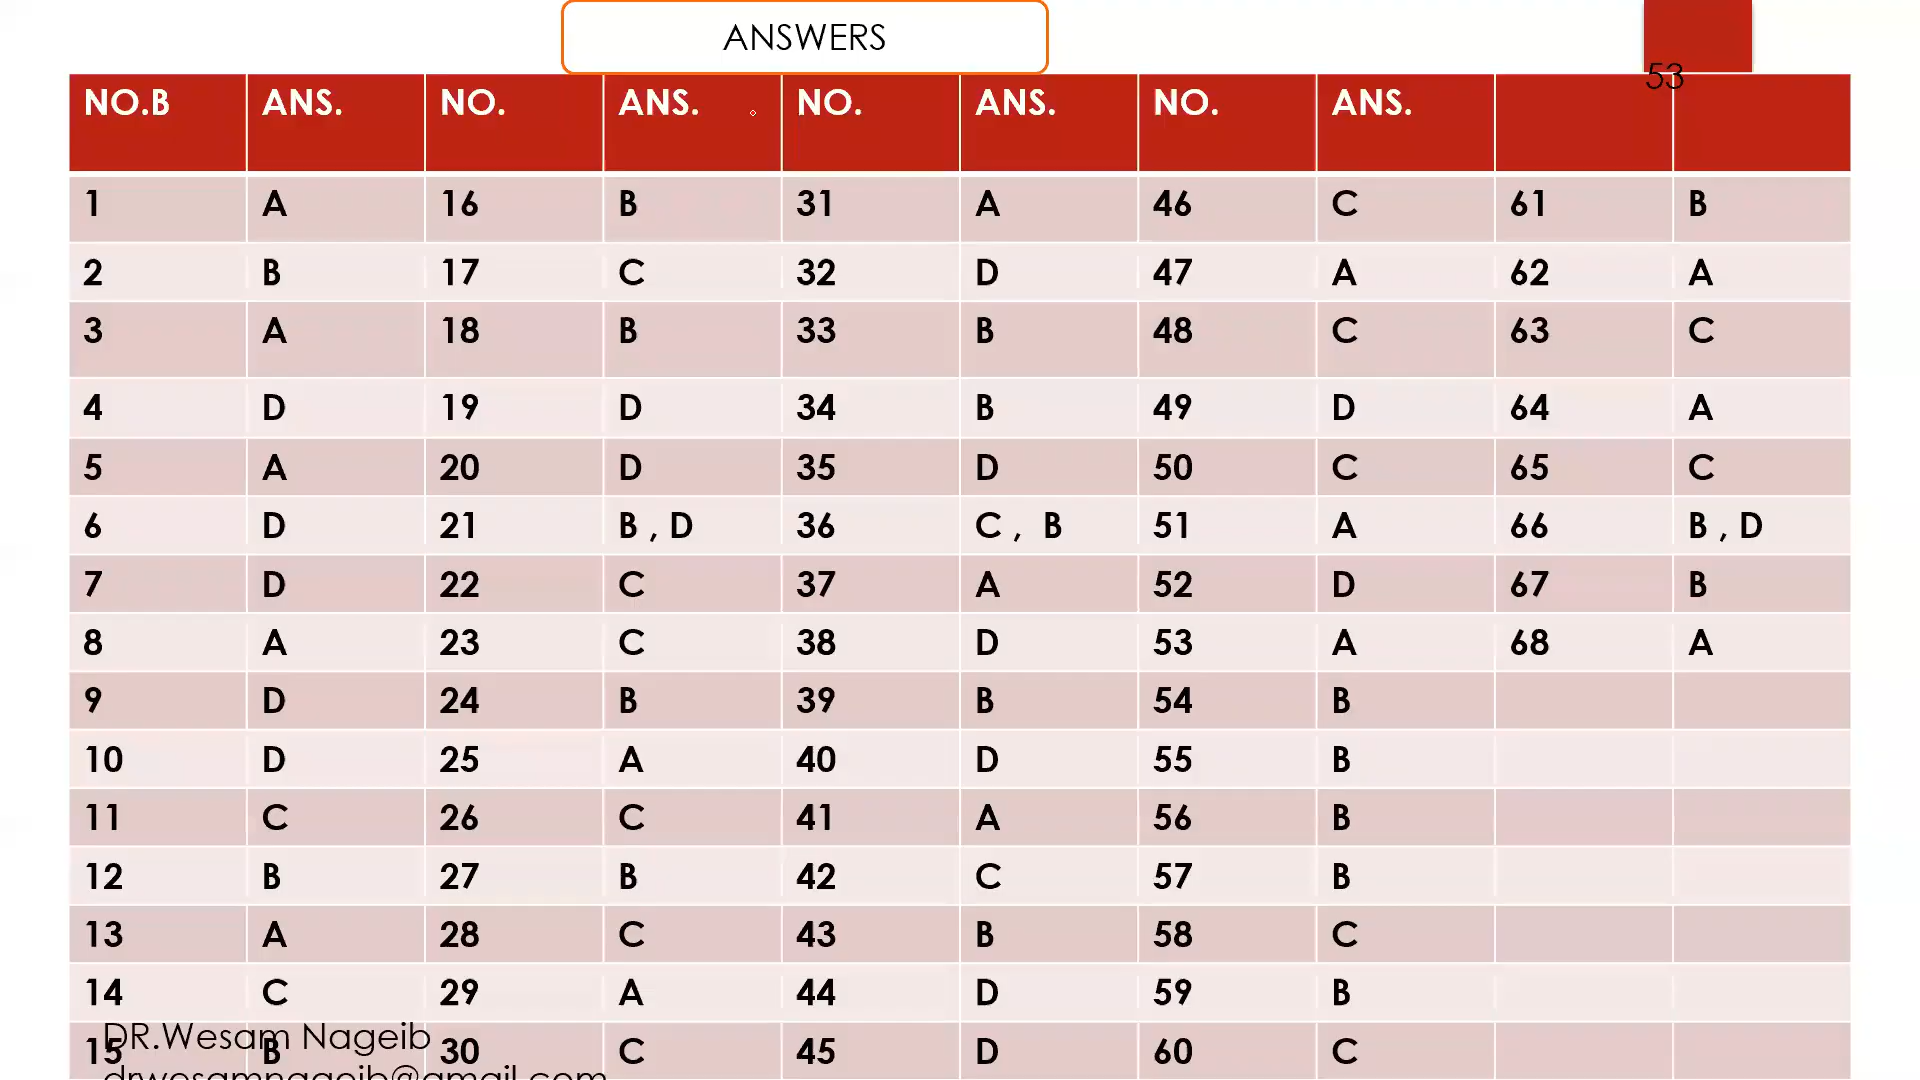 ANSWERS
53
NO.B ANS. NO. ANS. NO. ANS. NO. ANS.
1 A 16 B 31 A 46 C 61 B
2 B 17 C 32 D 47 A 62 A
3 A 18 B 33 B 48 C 63 C
4 D 19 D 34 B 49 D 64 A
5 A 20 D 35 D 50 C 65 C
6 D 21 B , D 36 C , B 51 A 66 B , D
7 D 22 C 37 A 52 D 67 B
8 A 23 C 38 D 53 A 68 A
9 D 24 B 39 B 54 B
10 D 25 A 40 D 55 B
11 C 26 C 41 A 56 B
12 B 27 B 42 C 57 B
13 A 28 C 43 B 58 C
14 C 29 A 44 D 59 B
15 B 30 C 45 D 60 C
DR.Wesam Nageib
drwesamnageib@gmail.com